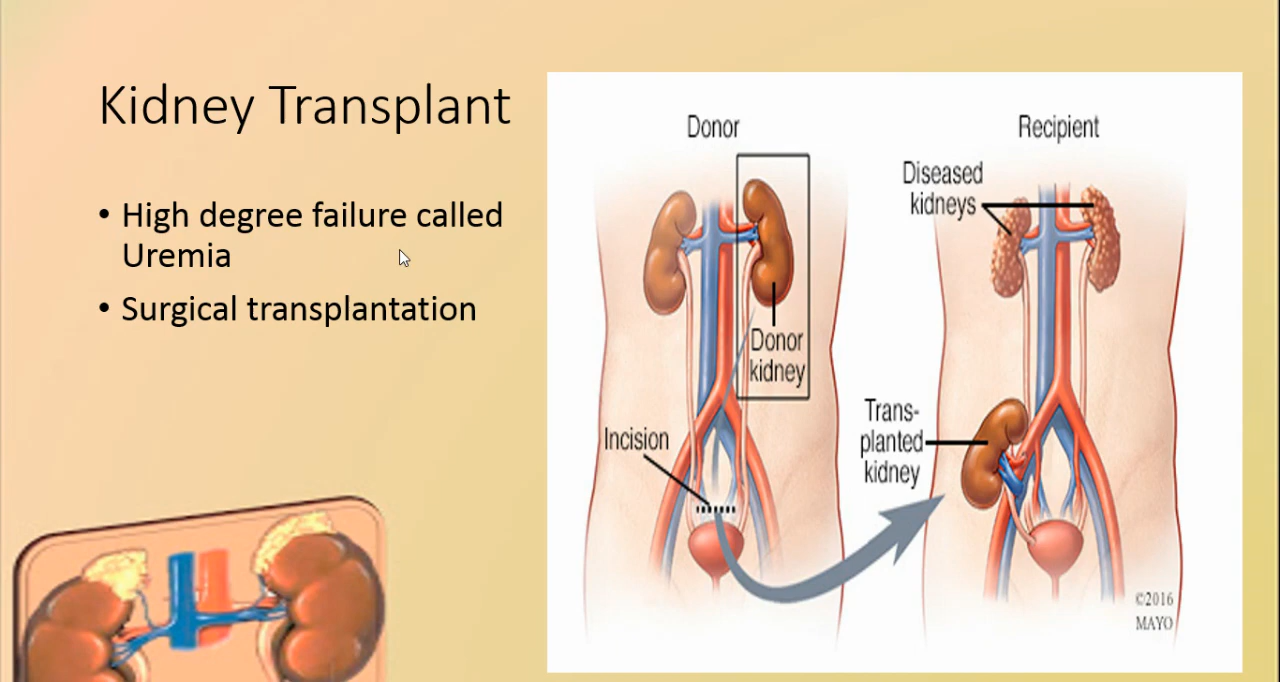 Kidney Transplant
• High degree failure called
Uremia
• Surgical transplantation
Donor
Donor
kidney
Incision
Recipient
Diseased
kidneys
Trans-
planted
kidney
©2016
MAYO